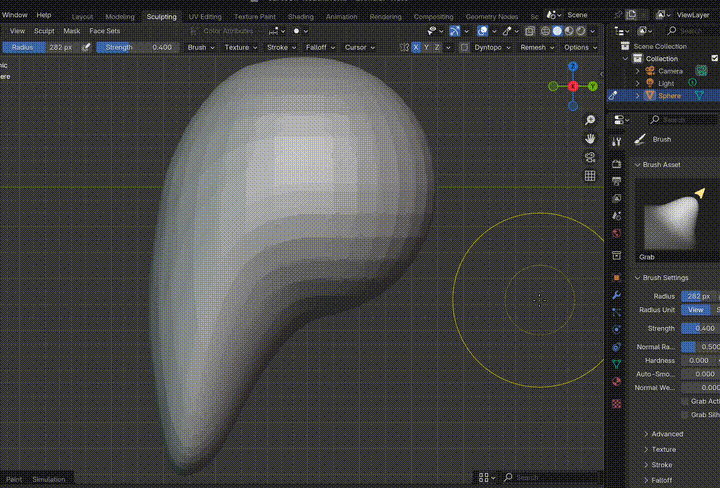 Window Help Layout Modeling Sculpting UV Editing Texture Paint Shading Animation Rendering Compositing Geometry Nodes Sc Scene ViewLayer
View Sculpt Mask Face Sets Color Attributes
Radius 282 px Strength 0.400 Brush Texture Stroke Falloff Cursor X Y Z Dyntopo Remesh Options
Scene Collection
Collection
Camera
Light
Sphere
Search
Z
X
Y
Brush
Brush Asset
Grab
Brush Settings
Radius 282 px
Radius Unit View S
Strength 0.400
Normal Ra... 0.500
Hardness 0.000
Auto-Smo... 0.000
Normal We... 0.000
Grab Acti
Grab Silh
Advanced
Texture
Stroke
Falloff
Paint Simulation Search